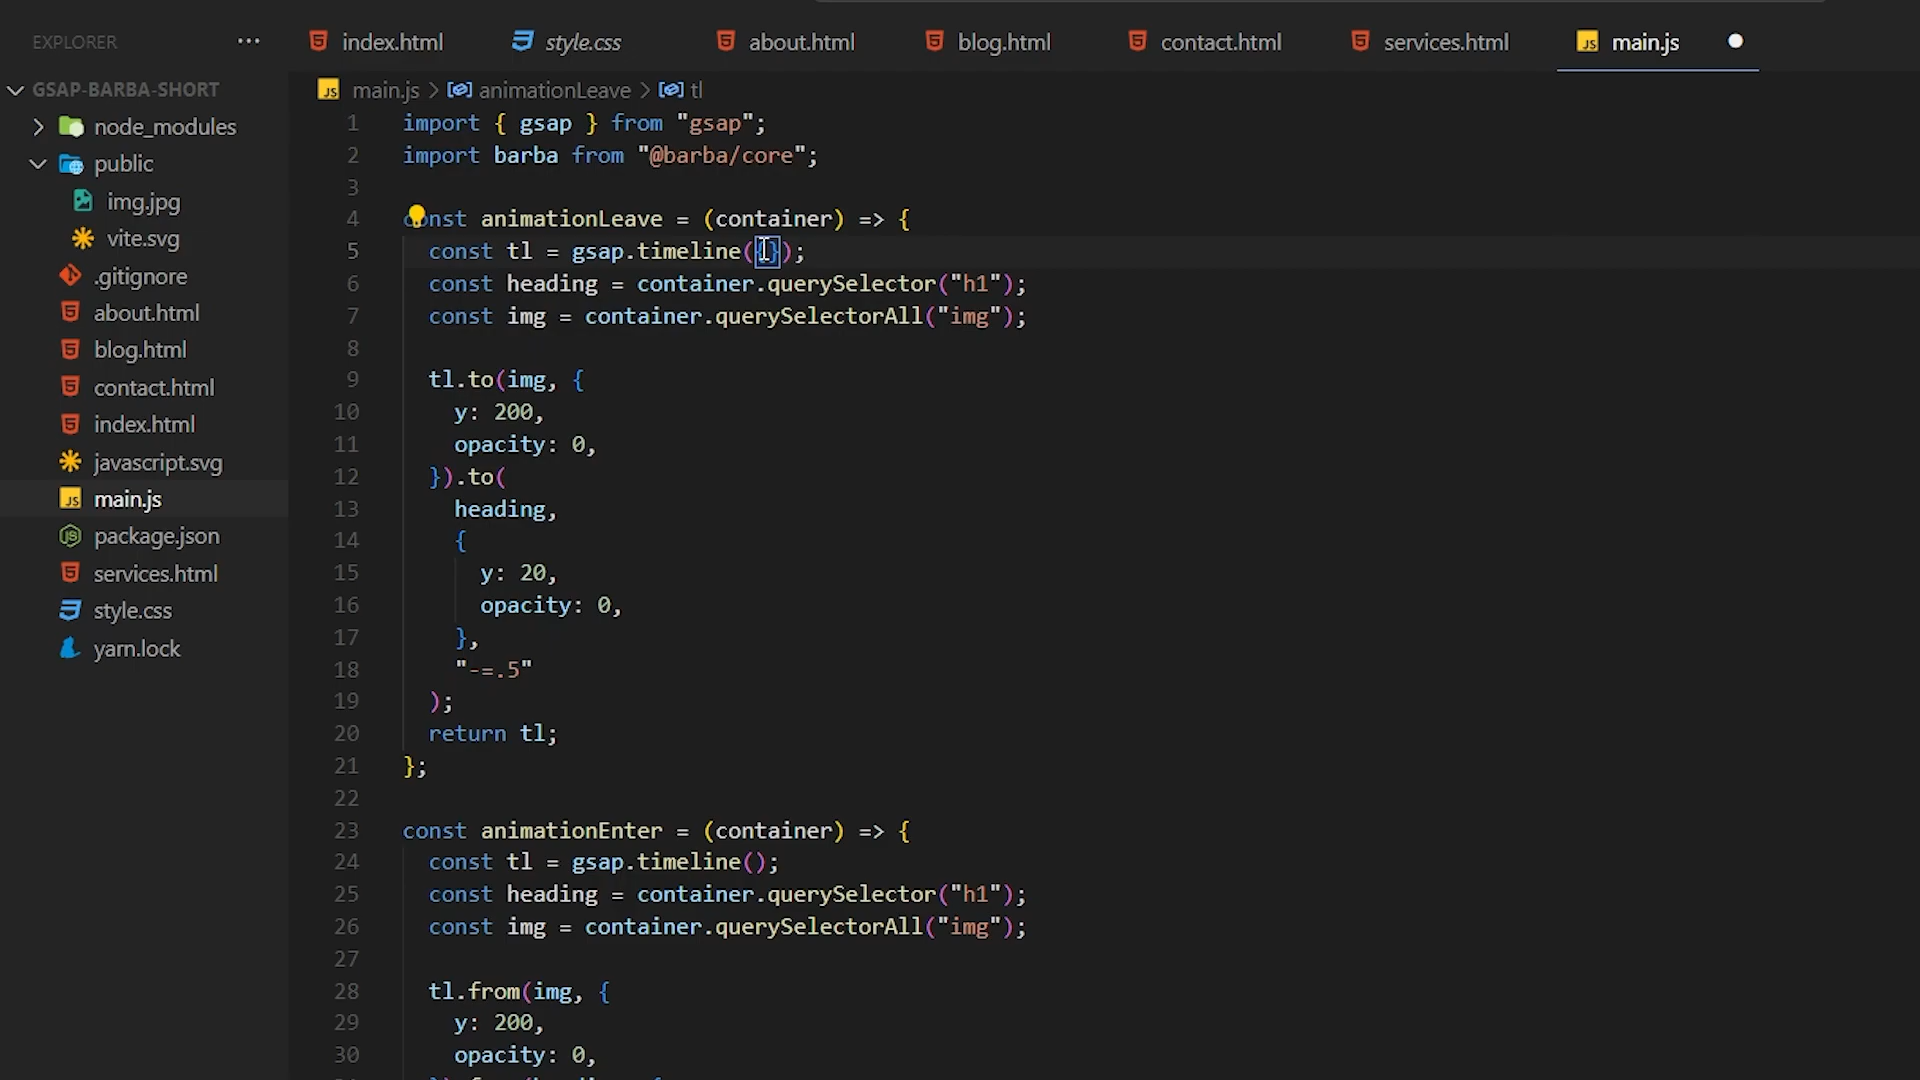 EXPLORER ...
index.html
style.css
about.html
blog.html
contact.html
services.html
main.js
GSAP-BARBA-SHORT
node_modules
public
img.jpg
vite.svg
.gitignore
about.html
blog.html
contact.html
index.html
javascript.svg
main.js
package.json
services.html
style.css
yarn.lock
main.js > animationLeave > tl
1 import { gsap } from "gsap";
2 import barba from "@barba/core";
3
4 const animationLeave = (container) => {
5 const tl = gsap.timeline({});
6 const heading = container.querySelector("h1");
7 const img = container.querySelectorAll("img");
8
9 tl.to(img, {
10 y: 200,
11 opacity: 0,
12 }).to(
13 heading,
14 {
15 y: 20,
16 opacity: 0,
17 },
18 "-=.5"
19 );
20 return tl;
21 };
22
23 const animationEnter = (container) => {
24 const tl = gsap.timeline();
25 const heading = container.querySelector("h1");
26 const img = container.querySelectorAll("img");
27
28 tl.from(img, {
29 y: 200,
30 opacity: 0,